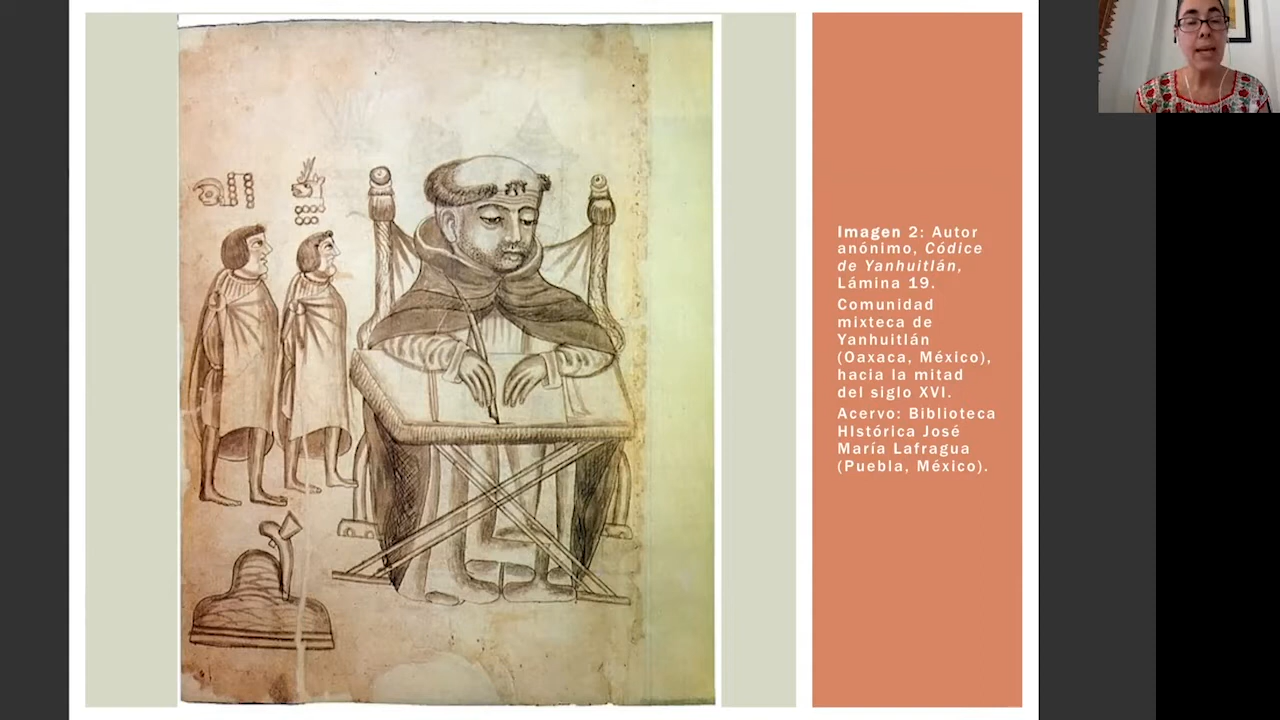 Imagen 2: Autor
anónimo, Códice
de Yanhuitlán,
Lámina 19.
Comunidad
mixteca de
Yanhuitlán
(Oaxaca, México),
hacia la mitad
del siglo XVI.
Acervo: Biblioteca
HIstórica José
María Lafragua
(Puebla, México).